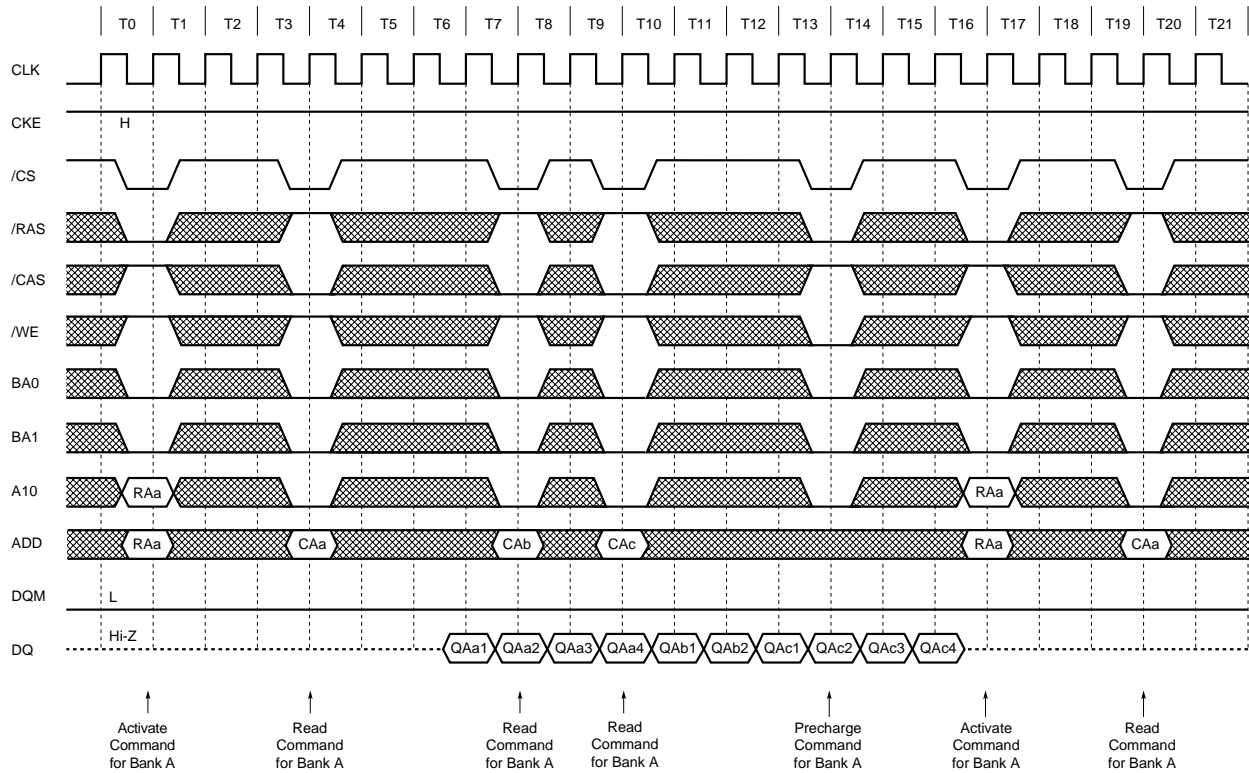 T0 T1 T2 T3 T4 T5 T6 T7 T8 T9 T10 T11 T12 T13 T14 T15 T16 T17 T18 T19 T20 T21
CLK
CKE H
/CS
/RAS
/CAS
/WE
BA0
BA1
A10 RAa RAa
ADD RAa CAa CAb CAc RAa CAa
DQM L
DQ Hi-Z QAa1 QAa2 QAa3 QAa4 QAb1 QAb2 QAc1 QAc2 QAc3 QAc4
Activate
Command
for Bank A
Read
Command
for Bank A
Read
Command
for Bank A
Read
Command
for Bank A
Precharge
Command
for Bank A
Activate
Command
for Bank A
Read
Command
for Bank A